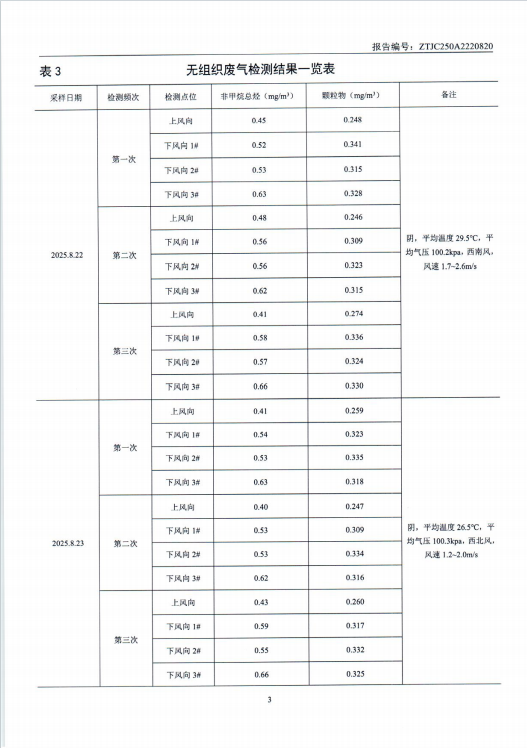 报告编号：ZTJC250A2220820
表 3 无组织废气检测结果一览表
采样日期 检测频次 检测点位 非甲烷总烃（mg/m³） 颗粒物（mg/m³） 备注
2025.8.22
第一次
上风向 0.45 0.248
下风向 1# 0.52 0.341
下风向 2# 0.53 0.315
下风向 3# 0.63 0.328
第二次
上风向 0.48 0.246
下风向 1# 0.56 0.309
下风向 2# 0.56 0.323
下风向 3# 0.62 0.315
第三次
上风向 0.41 0.274
下风向 1# 0.58 0.336
下风向 2# 0.57 0.324
下风向 3# 0.66 0.330
阴，平均温度 29.5℃，平
均气压 100.2kpa，西南风，
风速 1.7~2.6m/s
2025.8.23
第一次
上风向 0.41 0.259
下风向 1# 0.54 0.323
下风向 2# 0.53 0.335
下风向 3# 0.63 0.318
第二次
上风向 0.40 0.247
下风向 1# 0.53 0.309
下风向 2# 0.53 0.334
下风向 3# 0.62 0.316
第三次
上风向 0.43 0.260
下风向 1# 0.59 0.317
下风向 2# 0.55 0.332
下风向 3# 0.66 0.325
阴，平均温度 26.5℃，平
均气压 100.3kpa，西北风，
风速 1.2~2.0m/s
3